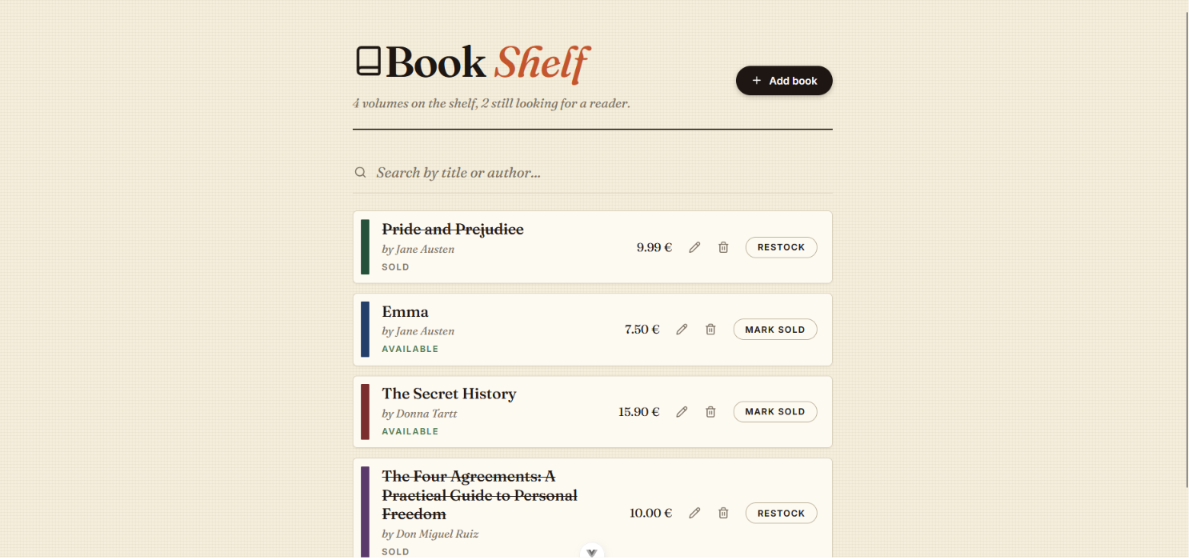 Book Shelf
4 volumes on the shelf, 2 still looking for a reader.
+ Add book
Search by title or author...
Pride and Prejudice
by Jane Austen
SOLD
9.99 €
RESTOCK
Emma
by Jane Austen
AVAILABLE
7.50 €
MARK SOLD
The Secret History
by Donna Tartt
AVAILABLE
15.90 €
MARK SOLD
The Four Agreements: A
Practical Guide to Personal
Freedom
by Don Miguel Ruiz
SOLD
10.00 €
RESTOCK